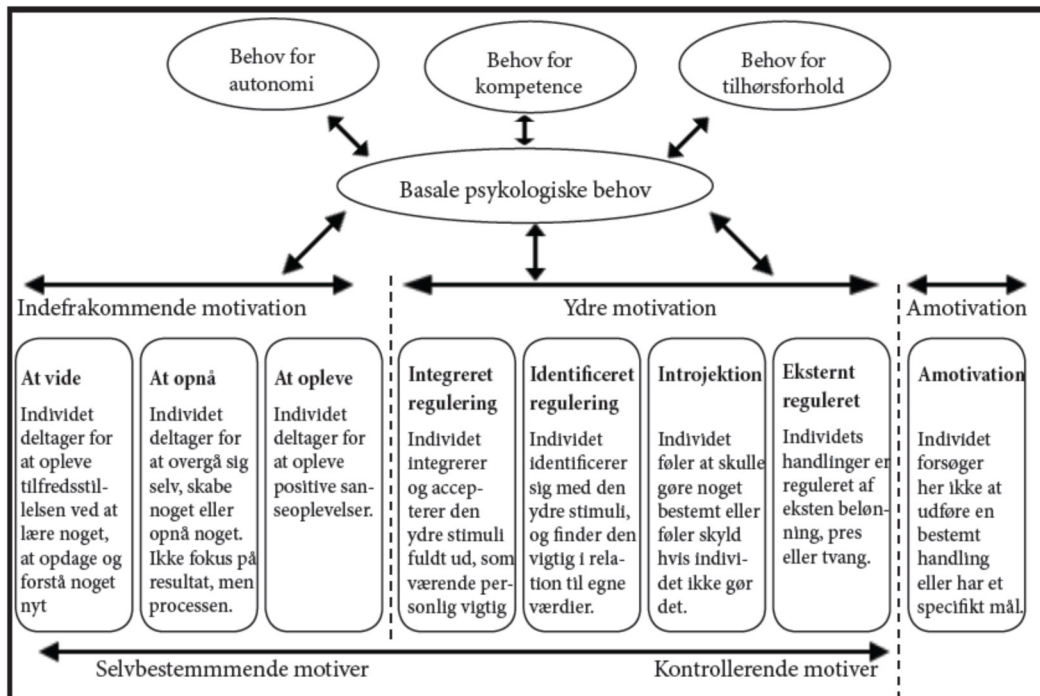 Behov for
autonomi
Behov for
kompetence
Behov for
tilhørsforhold
Basale psykologiske behov
Indefrakommende motivation
Ydre motivation
Amotivation
At vide
Individet
deltager for
at opleve
tilfredsstil-
lelsen ved at
lære noget,
at opdage og
forstå noget
nyt
At opnå
Individet
deltager for
at overgå sig
selv, skabe
noget eller
opnå noget.
Ikke fokus på
resultat, men
processen.
At opleve
Individet
deltager for
at opleve
positive san-
seoplevelser.
Integreret
regulering
Individet
integrerer
og accep-
terer den
ydre stimuli
fuldt ud, som
værende per-
sonlig vigtig
Identificeret
regulering
Individet
identificerer
sig med den
ydre stimuli,
og finder den
vigtig i rela-
tion til egne
værdier.
Introjektion
Individet
føler at skulle
gøre noget
bestemt eller
føler skyld
hvis indivi-
det ikke gør
det.
Eksternt
reguleret
Individets
handlinger er
reguleret af
eksten beløn-
ning, pres
eller tvang.
Amotivation
Individet
forsøger
her ikke at
udføre en
bestemt
handling
eller har et
specifikt mål.
Selvbestemmmende motiver
Kontrollerende motiver